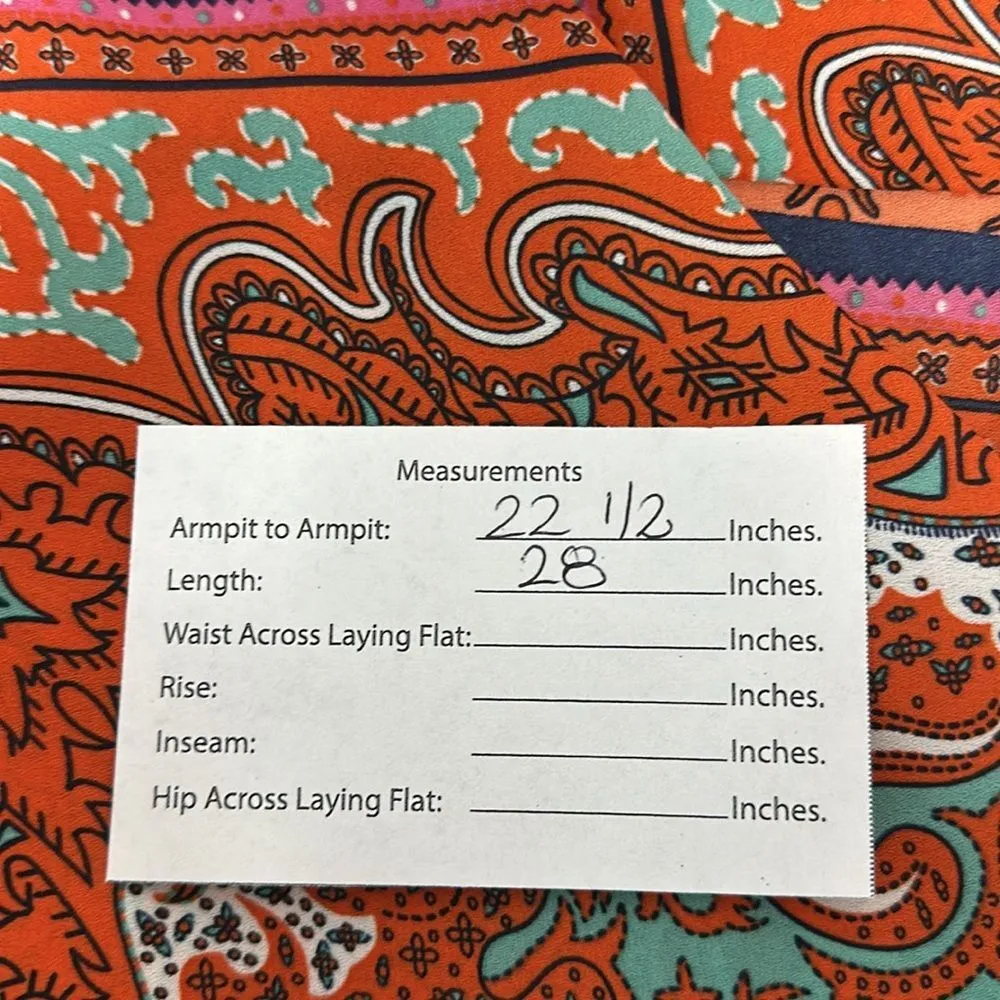 Measurements
Armpit to Armpit: 22 1/2 Inches.
Length: 28 Inches.
Waist Across Laying Flat: Inches.
Rise: Inches.
Inseam: Inches.
Hip Across Laying Flat: Inches.